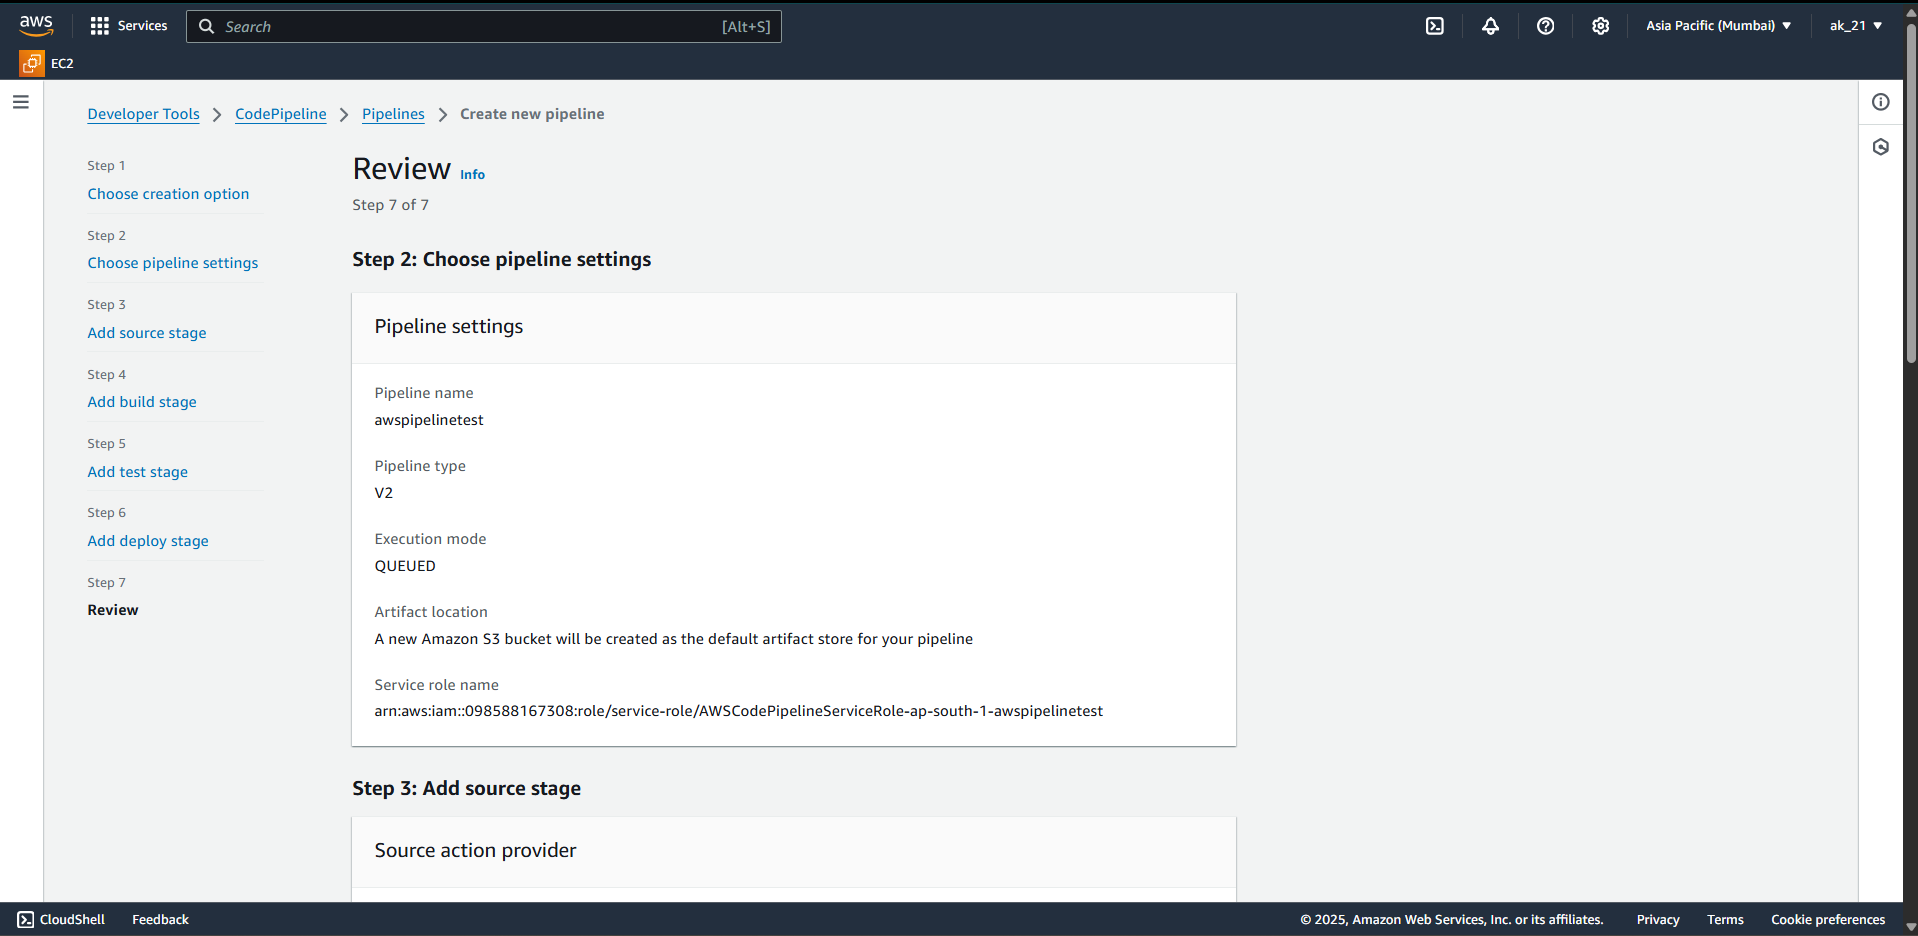 aws
Services
Search [Alt+S]
Asia Pacific (Mumbai)
ak_21
EC2
Developer Tools
CodePipeline
Pipelines
Create new pipeline
Step 1
Choose creation option
Step 2
Choose pipeline settings
Step 3
Add source stage
Step 4
Add build stage
Step 5
Add test stage
Step 6
Add deploy stage
Step 7
Review
Review Info
Step 7 of 7
Step 2: Choose pipeline settings
Pipeline settings
Pipeline name
awspipelinetest
Pipeline type
V2
Execution mode
QUEUED
Artifact location
A new Amazon S3 bucket will be created as the default artifact store for your pipeline
Service role name
arn:aws:iam::098588167308:role/service-role/AWSCodePipelineServiceRole-ap-south-1-awspipelinetest
Step 3: Add source stage
Source action provider
CloudShell
Feedback
© 2025, Amazon Web Services, Inc. or its affiliates.
Privacy
Terms
Cookie preferences